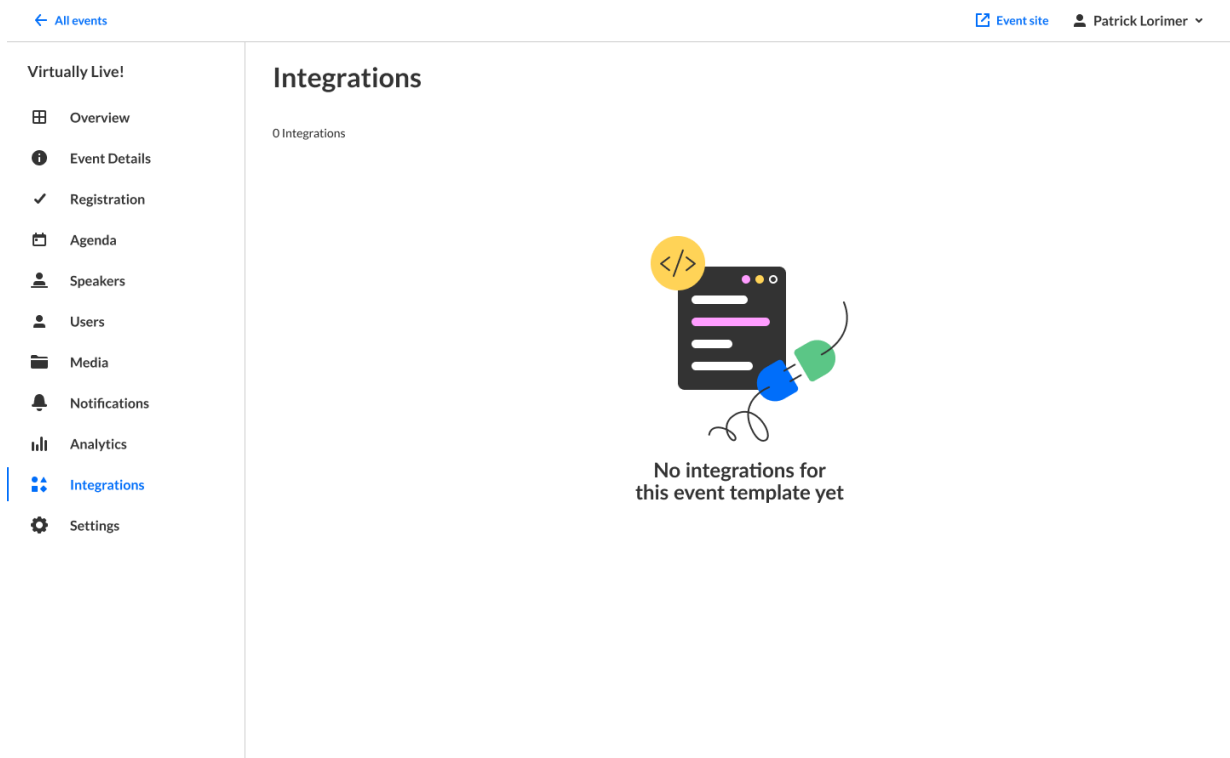 All events
Event site
Patrick Lorimer
Virtually Live!
Overview
Event Details
Registration
Agenda
Speakers
Users
Media
Notifications
Analytics
Integrations
Settings
Integrations
0 Integrations
</>
No integrations for
this event template yet